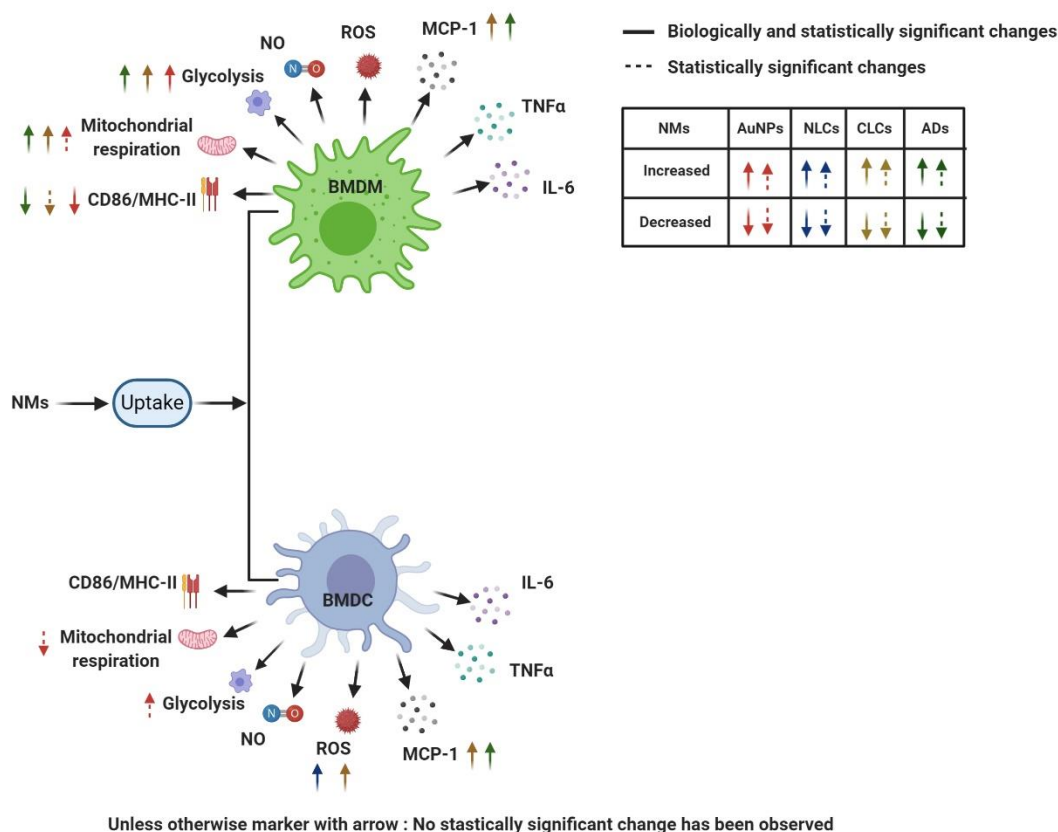 MCP-1
ROS
NO
Glycolysis
Mitochondrial
respiration
CD86/MHC-II
N
O
TNFα
IL-6
BMDM
Biologically and statistically significant changes
Statistically significant changes
NMs
AuNPs
NLCs
CLCs
ADs
Increased
Decreased
NMs
Uptake
BMDC
CD86/MHC-II
Mitochondrial
respiration
Glycolysis
N
O
NO
ROS
MCP-1
TNFα
IL-6
Unless otherwise marker with arrow : No stastically significant change has been observed